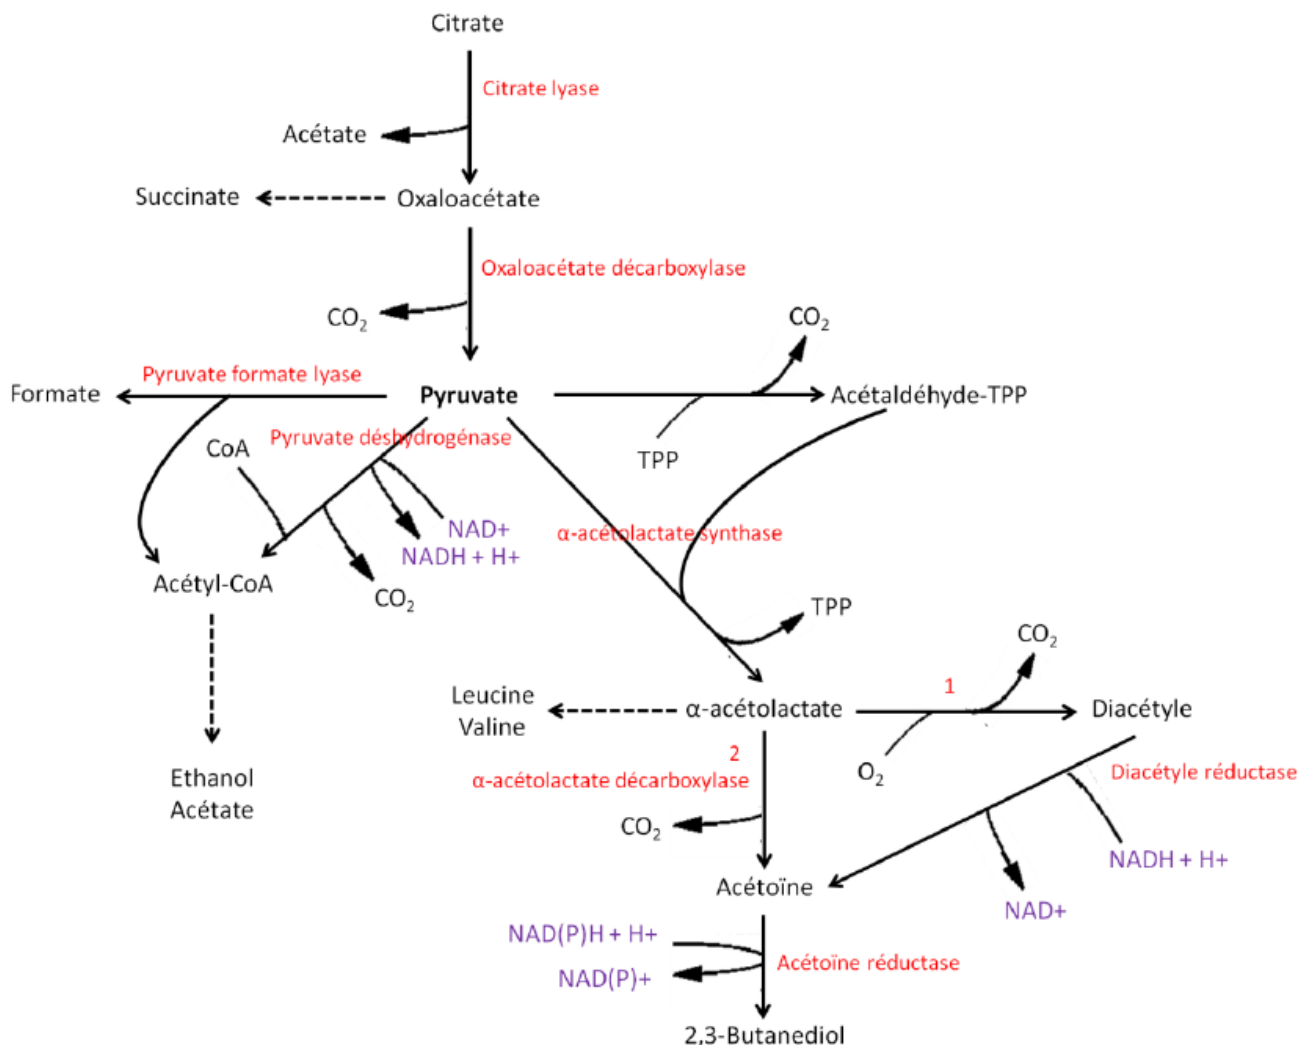 Citrate
Citrate lyase
Acétate
Succinate
Oxaloacétate
Oxaloacétate décarboxylase
CO2
CO2
Formate
Pyruvate formate lyase
Pyruvate
Acétaldéhyde-TPP
Pyruvate déshydrogénase
CoA
TPP
NAD+
NADH + H+
α-acétolactate synthase
Acétyl-CoA
CO2
TPP
CO2
Leucine
Valine
α-acétolactate
1
Diacétyle
2
O2
α-acétolactate décarboxylase
Diacétyle réductase
CO2
NADH + H+
Acétoïne
NAD+
Ethanol
Acétate
NAD(P)H + H+
Acétoïne réductase
NAD(P)+
2,3-Butanediol